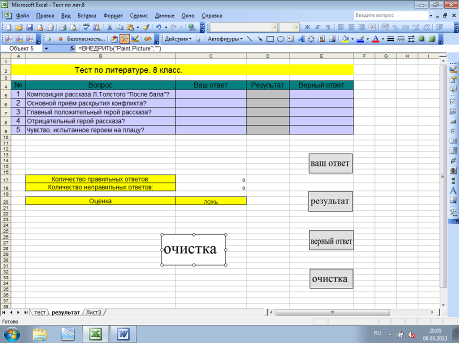 Microsoft Excel - Тест по лит.8
Файл Правка Вид Вставка Формат Сервис Данные Окно Справка
Введите вопрос
Безопасность...
Действия Автофигуры
Объект 5 =ВНЕДРИТЬ("Paint.Picture";"")
A B C D E F G H I
Тест по литературе. 8 класс.
№ Вопрос Ваш ответ Результат Верный ответ
1 Композиция рассказа Л.Толстого "После бала"?
2 Основной приём раскрытия конфликта?
3 Главный положительный герой рассказа?
4 Отрицательный герой рассказа?
5 Чувство, испытанное героем на плацу?
ваш ответ
Количество правильных ответов: 0
Количество неправильных ответов: 0
Оценка ложь
результат
верный ответ
очистка
очистка
тест результат Лист3
Готово
RU 20:05
08.03.2013